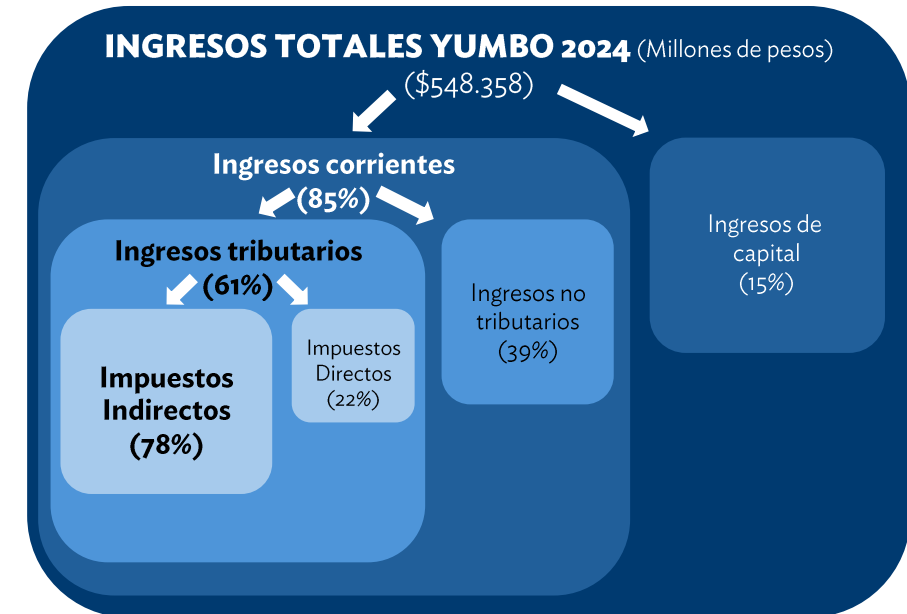 INGRESOS TOTALES YUMBO 2024 (Millones de pesos)
($548.358)
Ingresos corrientes
(85%)
Ingresos tributarios
(61%)
Impuestos
Indirectos
(78%)
Impuestos
Directos
(22%)
Ingresos no
tributarios
(39%)
Ingresos de
capital
(15%)